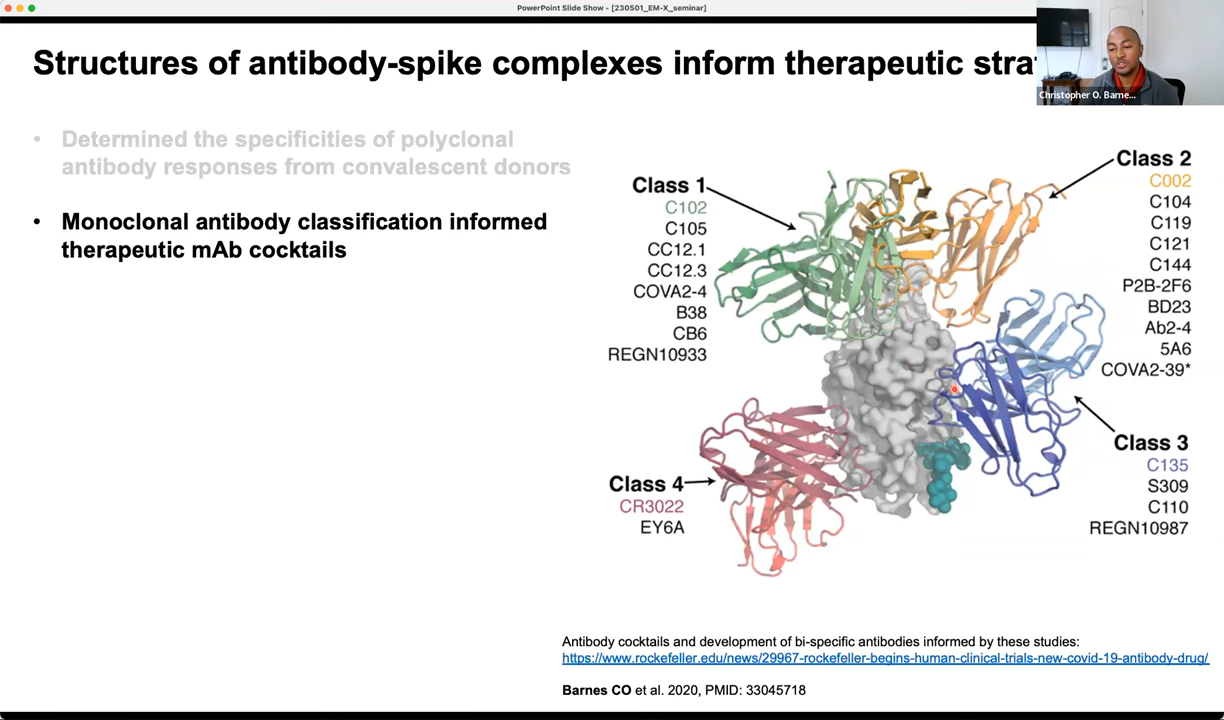 PowerPoint Slide Show - [230501_EM-X_seminar]
Structures of antibody-spike complexes inform therapeutic stra
Christopher O. Barne...
• Determined the specificities of polyclonal
antibody responses from convalescent donors
• Monoclonal antibody classification informed
therapeutic mAb cocktails
Class 1
C102
C105
CC12.1
CC12.3
COVA2-4
B38
CB6
REGN10933
Class 2
C002
C104
C119
C121
C144
P2B-2F6
BD23
Ab2-4
5A6
COVA2-39*
Class 4
CR3022
EY6A
Class 3
C135
S309
C110
REGN10987
Antibody cocktails and development of bi-specific antibodies informed by these studies:
https://www.rockefeller.edu/news/29967-rockefeller-begins-human-clinical-trials-new-covid-19-antibody-drug/
Barnes CO et al. 2020, PMID: 33045718